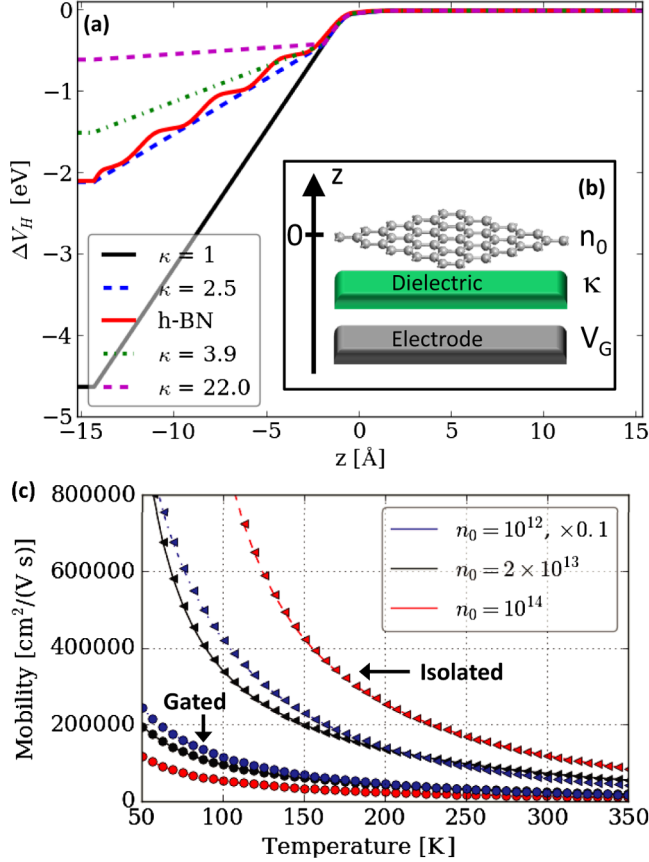 (a)
0
−1
−2
−3
−4
−5
ΔV_H [eV]
κ = 1
κ = 2.5
h-BN
κ = 3.9
κ = 22.0
−15 −10 −5 0 5 10 15
z [Å]
(b)
z
0
n_0
Dielectric
κ
Electrode
V_G
(c)
800000
600000
400000
200000
0
Mobility [cm²/(V s)]
n_0 = 10^12, ×0.1
n_0 = 2 × 10^13
n_0 = 10^14
Isolated
Gated
50 100 150 200 250 300 350
Temperature [K]